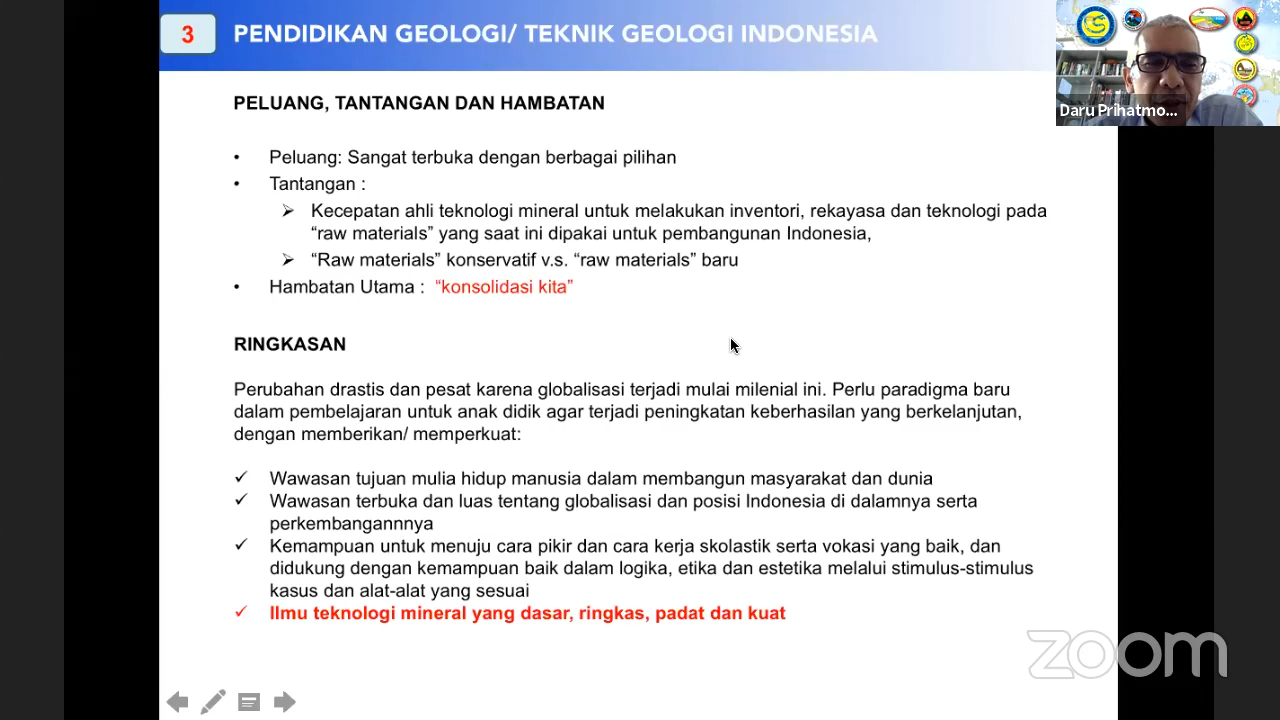 3
PENDIDIKAN GEOLOGI/ TEKNIK GEOLOGI INDONESIA
Daru Prihatmo...
PELUANG, TANTANGAN DAN HAMBATAN
• Peluang: Sangat terbuka dengan berbagai pilihan
• Tantangan :
➢ Kecepatan ahli teknologi mineral untuk melakukan inventori, rekayasa dan teknologi pada
“raw materials” yang saat ini dipakai untuk pembangunan Indonesia,
➢ “Raw materials” konservatif v.s. “raw materials” baru
• Hambatan Utama : “konsolidasi kita”
RINGKASAN
Perubahan drastis dan pesat karena globalisasi terjadi mulai milenial ini. Perlu paradigma baru
dalam pembelajaran untuk anak didik agar terjadi peningkatan keberhasilan yang berkelanjutan,
dengan memberikan/ memperkuat:
✓ Wawasan tujuan mulia hidup manusia dalam membangun masyarakat dan dunia
✓ Wawasan terbuka dan luas tentang globalisasi dan posisi Indonesia di dalamnya serta
perkembangannnya
✓ Kemampuan untuk menuju cara pikir dan cara kerja skolastik serta vokasi yang baik, dan
didukung dengan kemampuan baik dalam logika, etika dan estetika melalui stimulus-stimulus
kasus dan alat-alat yang sesuai
✓ Ilmu teknologi mineral yang dasar, ringkas, padat dan kuat
zoom